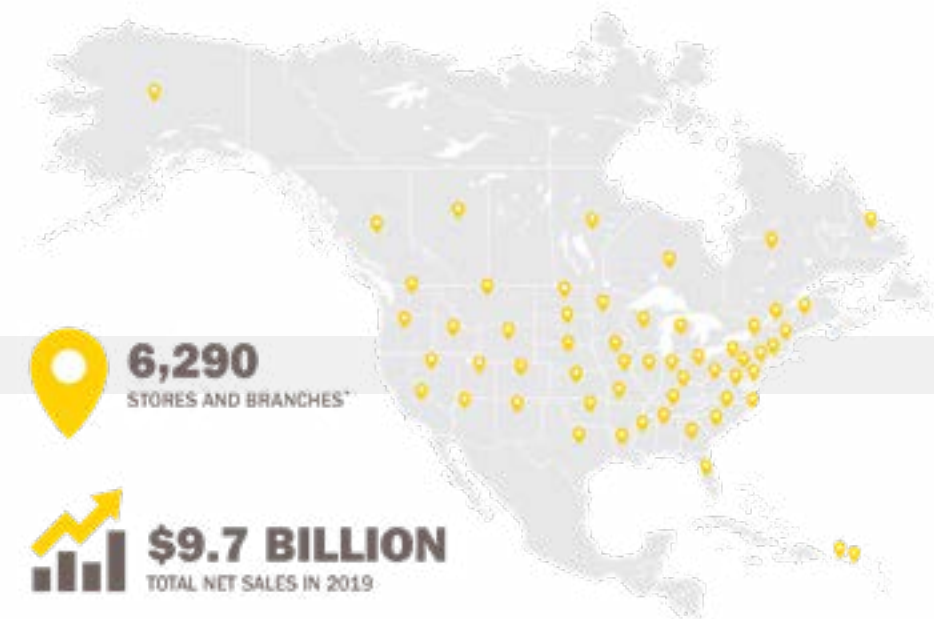 6,290
STORES AND BRANCHES*
$9.7 BILLION
TOTAL NET SALES IN 2019